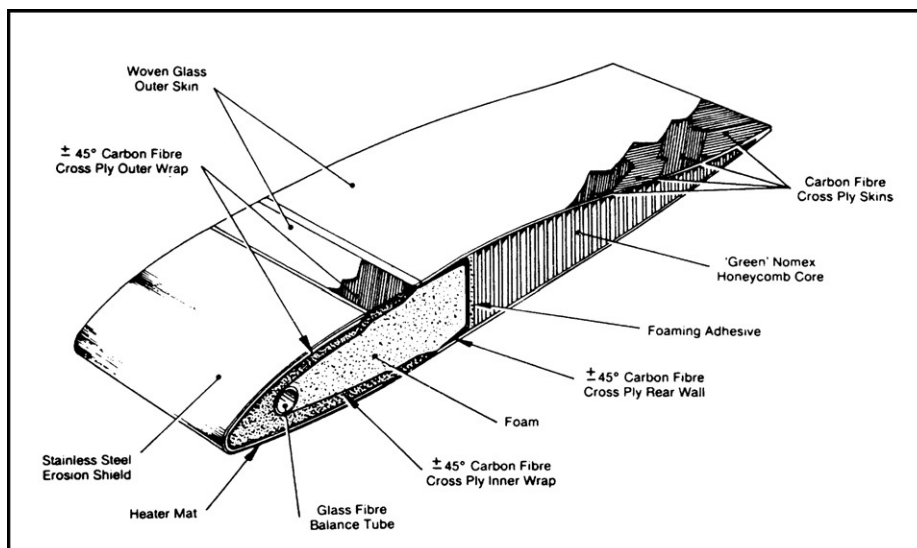 Woven Glass
Outer Skin
± 45° Carbon Fibre
Cross Ply Outer Wrap
Carbon Fibre
Cross Ply Skins
'Green' Nomex
Honeycomb Core
Foaming Adhesive
± 45° Carbon Fibre
Cross Ply Rear Wall
Foam
± 45° Carbon Fibre
Cross Ply Inner Wrap
Stainless Steel
Erosion Shield
Heater Mat
Glass Fibre
Balance Tube